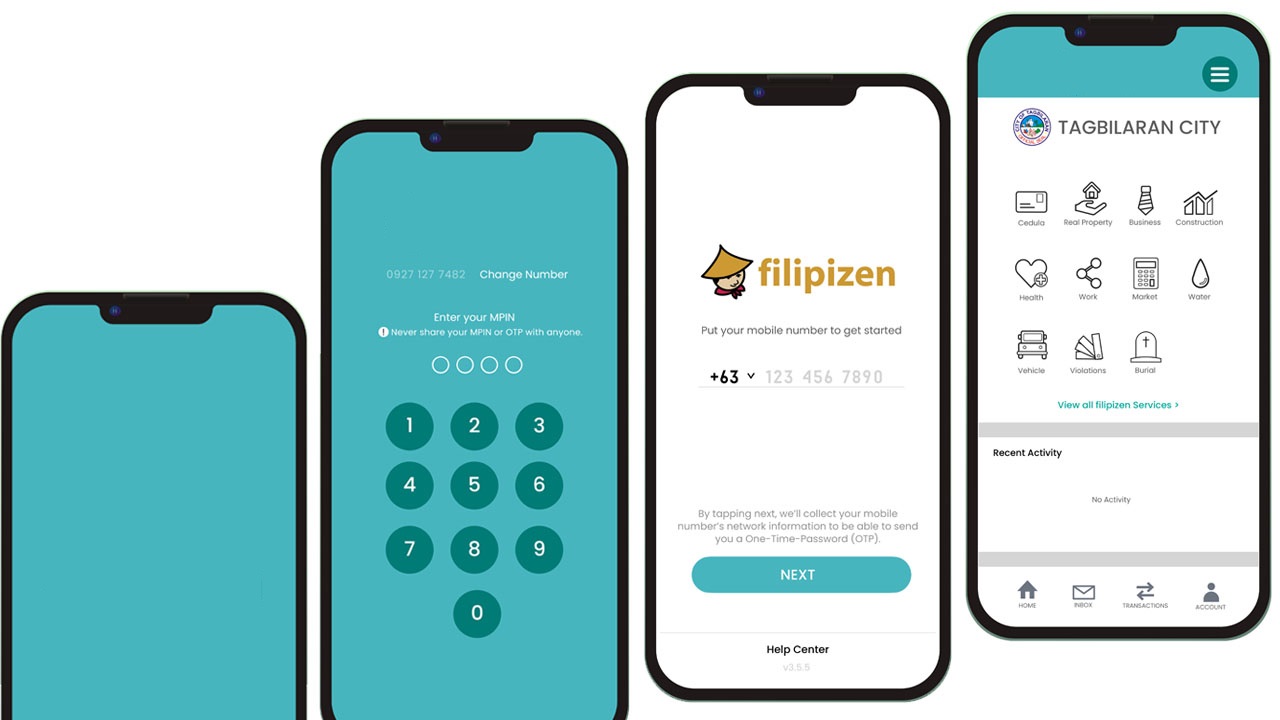 0927 127 7482 Change Number
Enter your MPIN
! Never share your MPIN or OTP with anyone.
1 2 3
4 5 6
7 8 9
0
filipizen
Put your mobile number to get started
+63 123 456 7890
By tapping next, we'll collect your mobile
number's network information to be able to send
you a One-Time-Password (OTP).
NEXT
Help Center
v3.5.5
TAGBILARAN CITY
Cedula Real Property Business Construction
Health Work Market Water
Vehicle Violations Burial
View all filipizen Services >
Recent Activity
No Activity
HOME INBOX TRANSACTIONS ACCOUNT